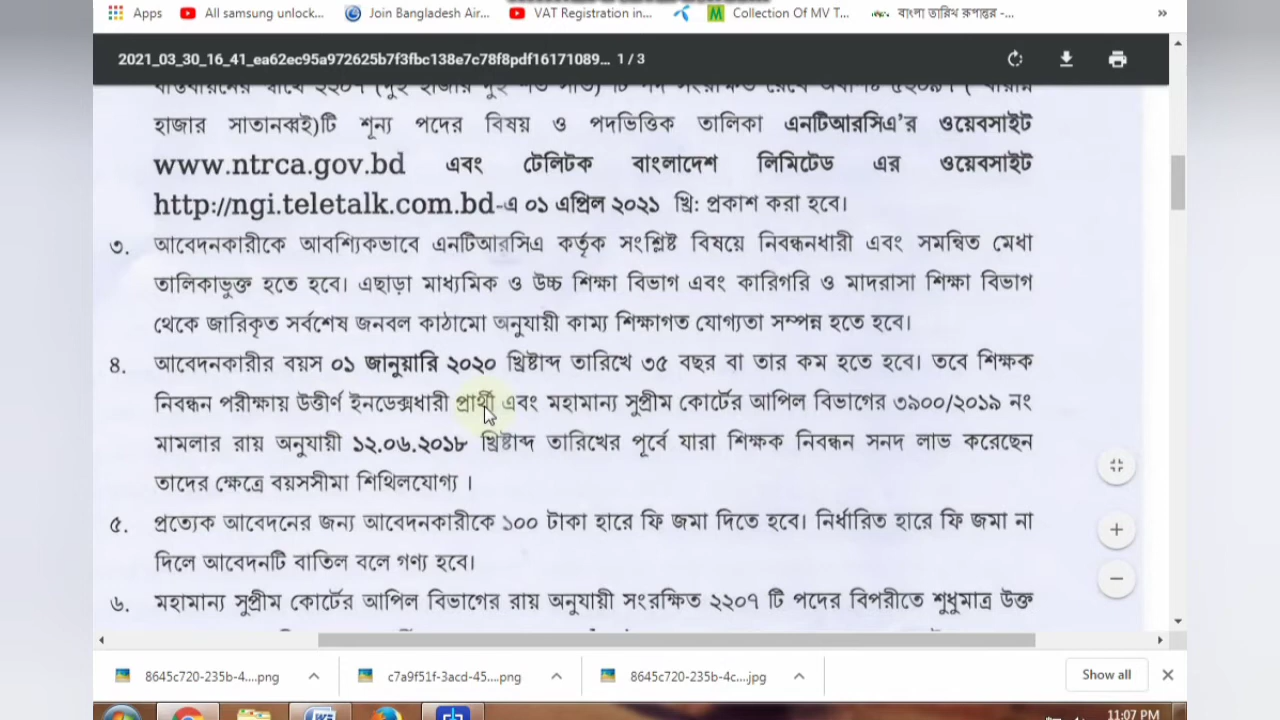 Apps All samsung unlock... Join Bangladesh Air... VAT Registration in... Collection Of MV T... বাংলা তারিখ রূপান্তর -... »
2021_03_30_16_41_ea62ec95a972625b7f3fbc138e7c78f8pdf16171089... 1 / 3
হাজার সাতানব্বই)টি শূন্য পদের বিষয় ও পদভিত্তিক তালিকা এনটিআরসিএ'র ওয়েবসাইট
www.ntrca.gov.bd এবং টেলিটক বাংলাদেশ লিমিটেড এর ওয়েবসাইট
http://ngi.teletalk.com.bd-এ ০১ এপ্রিল ২০২১ খ্রি: প্রকাশ করা হবে।
৩. আবেদনকারীকে আবশ্যিকভাবে এনটিআরসিএ কর্তৃক সংশ্লিষ্ট বিষয়ে নিবন্ধনধারী এবং সমন্বিত মেধা
তালিকাভুক্ত হতে হবে। এছাড়া মাধ্যমিক ও উচ্চ শিক্ষা বিভাগ এবং কারিগরি ও মাদরাসা শিক্ষা বিভাগ
থেকে জারিকৃত সর্বশেষ জনবল কাঠামো অনুযায়ী কাম্য শিক্ষাগত যোগ্যতা সম্পন্ন হতে হবে।
৪. আবেদনকারীর বয়স ০১ জানুয়ারি ২০২০ খ্রিষ্টাব্দ তারিখে ৩৫ বছর বা তার কম হতে হবে। তবে শিক্ষক
নিবন্ধন পরীক্ষায় উত্তীর্ণ ইনডেক্সধারী প্রার্থী এবং মহামান্য সুপ্রীম কোর্টের আপিল বিভাগের ৩৯০০/২০১৯ নং
মামলার রায় অনুযায়ী ১২.০৬.২০১৮ খ্রিষ্টাব্দ তারিখের পূর্বে যারা শিক্ষক নিবন্ধন সনদ লাভ করেছেন
তাদের ক্ষেত্রে বয়সসীমা শিথিলযোগ্য ।
৫. প্রত্যেক আবেদনের জন্য আবেদনকারীকে ১০০ টাকা হারে ফি জমা দিতে হবে। নির্ধারিত হারে ফি জমা না
দিলে আবেদনটি বাতিল বলে গণ্য হবে।
৬. মহামান্য সুপ্রীম কোর্টের আপিল বিভাগের রায় অনুযায়ী সংরক্ষিত ২২০৭ টি পদের বিপরীতে শুধুমাত্র উক্ত
8645c720-235b-4....png c7a9f51f-3acd-45....png 8645c720-235b-4c....jpg Show all
11:07 PM